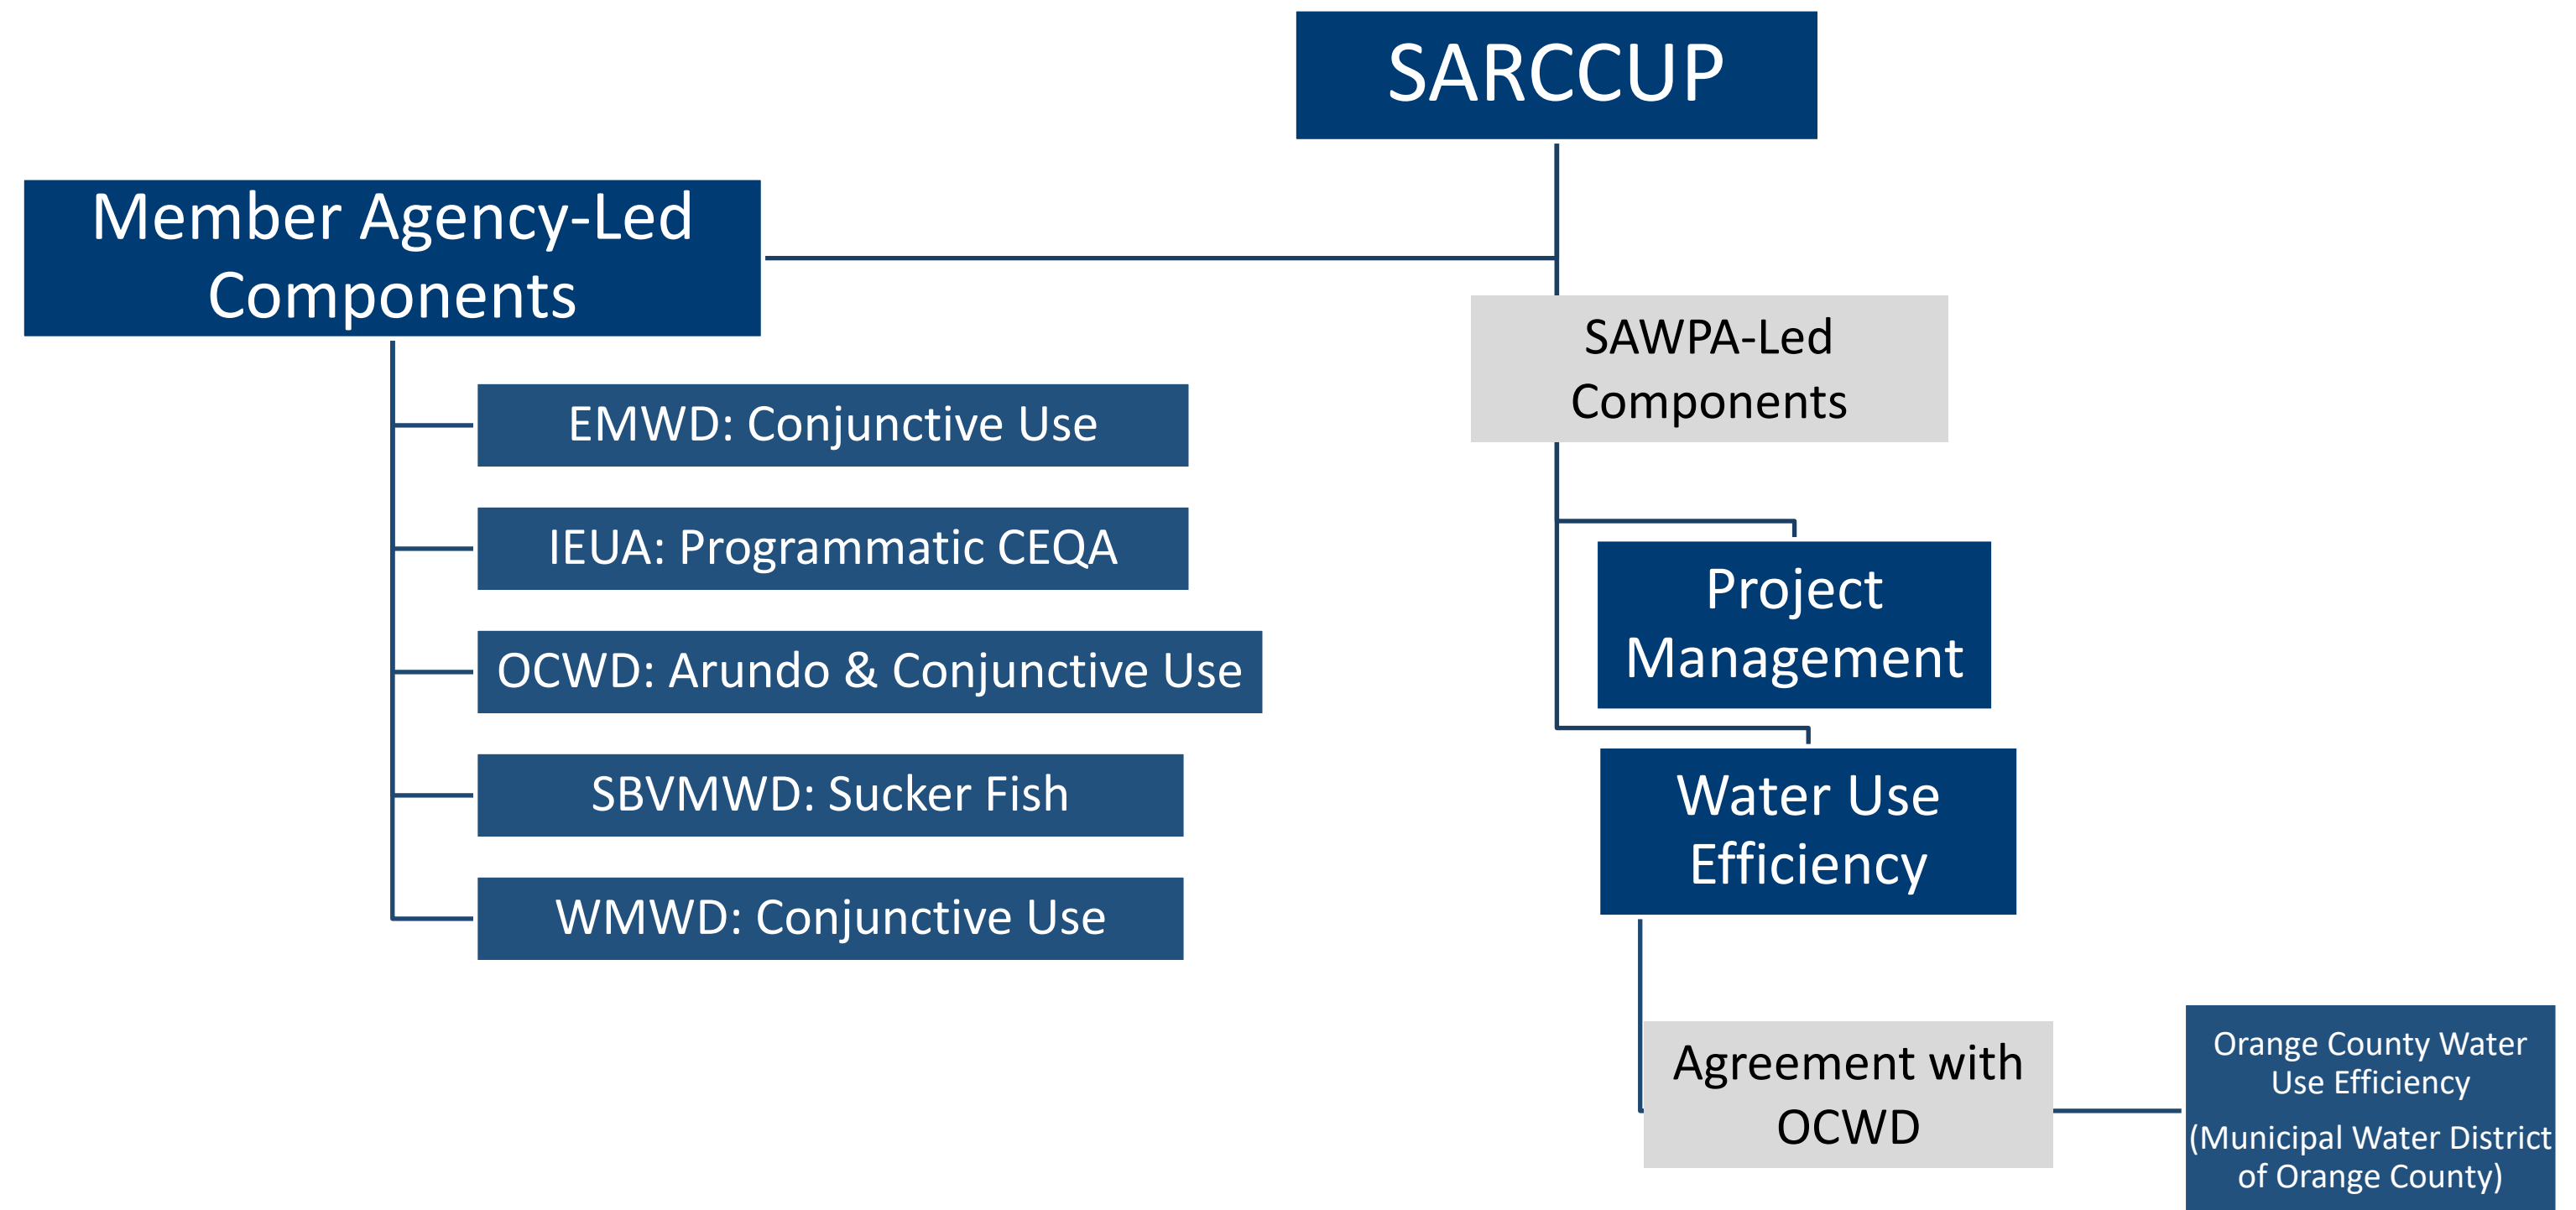 SARCCUP
Member Agency-Led
Components
EMWD: Conjunctive Use
IEUA: Programmatic CEQA
OCWD: Arundo & Conjunctive Use
SBVMWD: Sucker Fish
WMWD: Conjunctive Use
SAWPA-Led
Components
Project
Management
Water Use
Efficiency
Agreement with
OCWD
Orange County Water
Use Efficiency
(Municipal Water District
of Orange County)